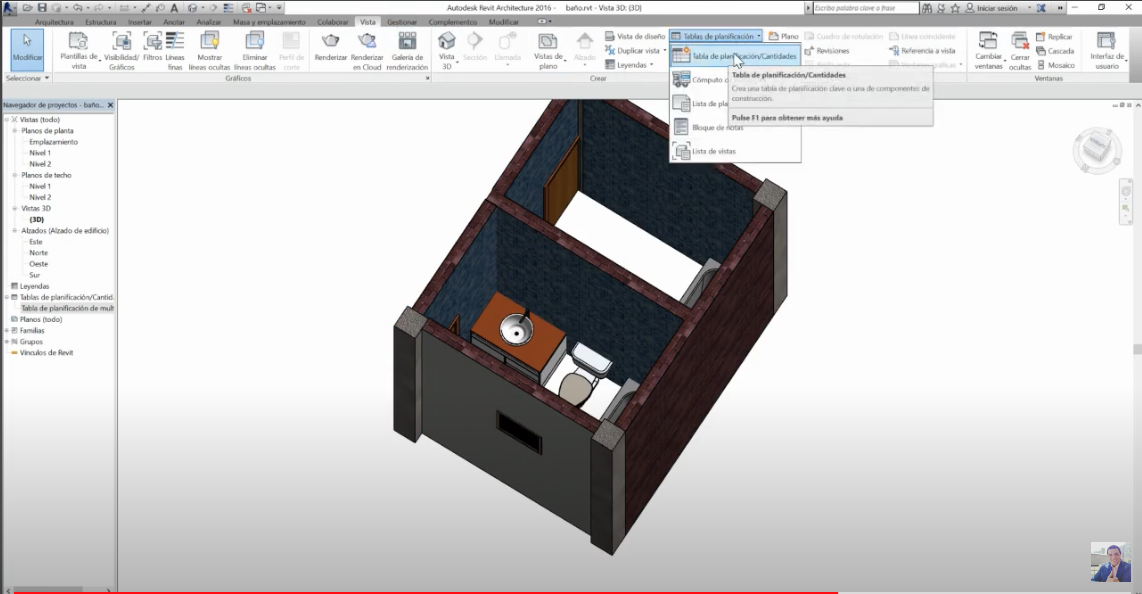 Autodesk Revit Architecture 2016 - baño.rvt - Vista 3D: {3D}
Escriba palabra clave o frase
Iniciar sesión
Arquitectura Estructura Insertar Anotar Analizar Masa y emplazamiento Colaborar Vista Gestionar Complementos Modificar
Modificar
Plantillas de vista
Visibilidad/ Gráficos
Filtros
Líneas finas
Mostrar líneas ocultas
Eliminar líneas ocultas
Perfil de corte
Renderizar
Renderizar en Cloud
Galería de renderización
Vista 3D
Sección
Llamada
Vistas de plano
Alzado
Vista de diseño
Duplicar vista
Leyendas
Tablas de planificación
Plano
Cuadro de rotulación
Línea coincidente
Revisiones
Referencia a vista
Cambiar ventanas
Cerrar ocultas
Replicar
Cascada
Mosaico
Interfaz de usuario
Seleccionar
Gráficos
Crear
Ventanas
Tabla de planificación/Cantidades
Cómputo
Lista de pla
Bloque de notas
Lista de vistas
Tabla de planificación/Cantidades
Crea una tabla de planificación clave o una de componentes de
construcción.
Pulse F1 para obtener más ayuda
Navegador de proyectos - baño...
Vistas (todo)
Planos de planta
Emplazamiento
Nivel 1
Nivel 2
Planos de techo
Nivel 1
Nivel 2
Vistas 3D
{3D}
Alzados (Alzado de edificio)
Este
Norte
Oeste
Sur
Leyendas
Tablas de planificación/Cantid
Tabla de planificación de mult
Planos (todo)
Familias
Grupos
Vínculos de Revit